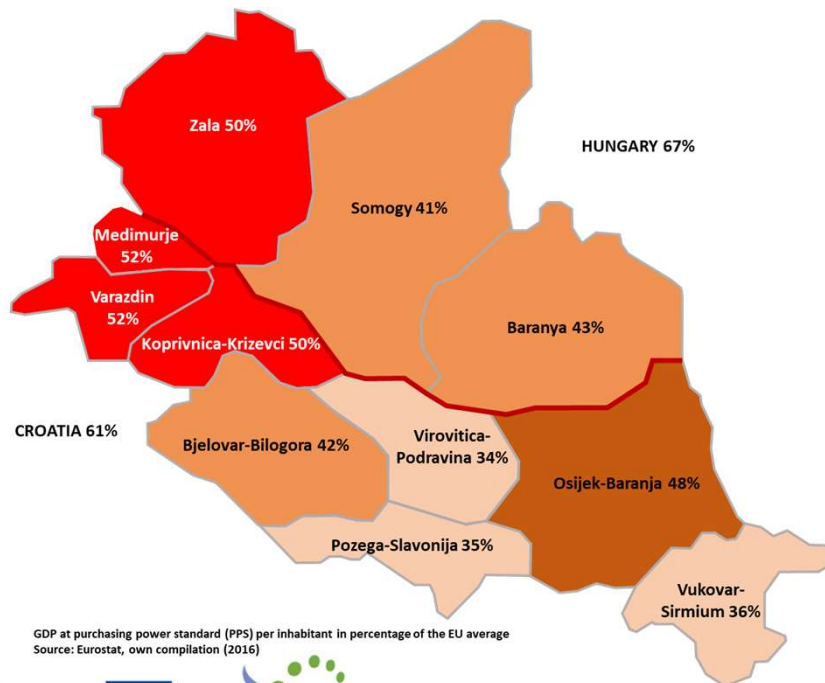 Zala 50%
HUNGARY 67%
Somogy 41%
Medimurje
52%
Varazdin
52%
Baranya 43%
Koprivnica-Krizevci 50%
CROATIA 61%
Bjelovar-Bilogora 42%
Virovitica-
Podravina 34%
Osijek-Baranja 48%
Pozega-Slavonija 35%
Vukovar-
Sirmium 36%
GDP at purchasing power standard (PPS) per inhabitant in percentage of the EU average
Source: Eurostat, own compilation (2016)